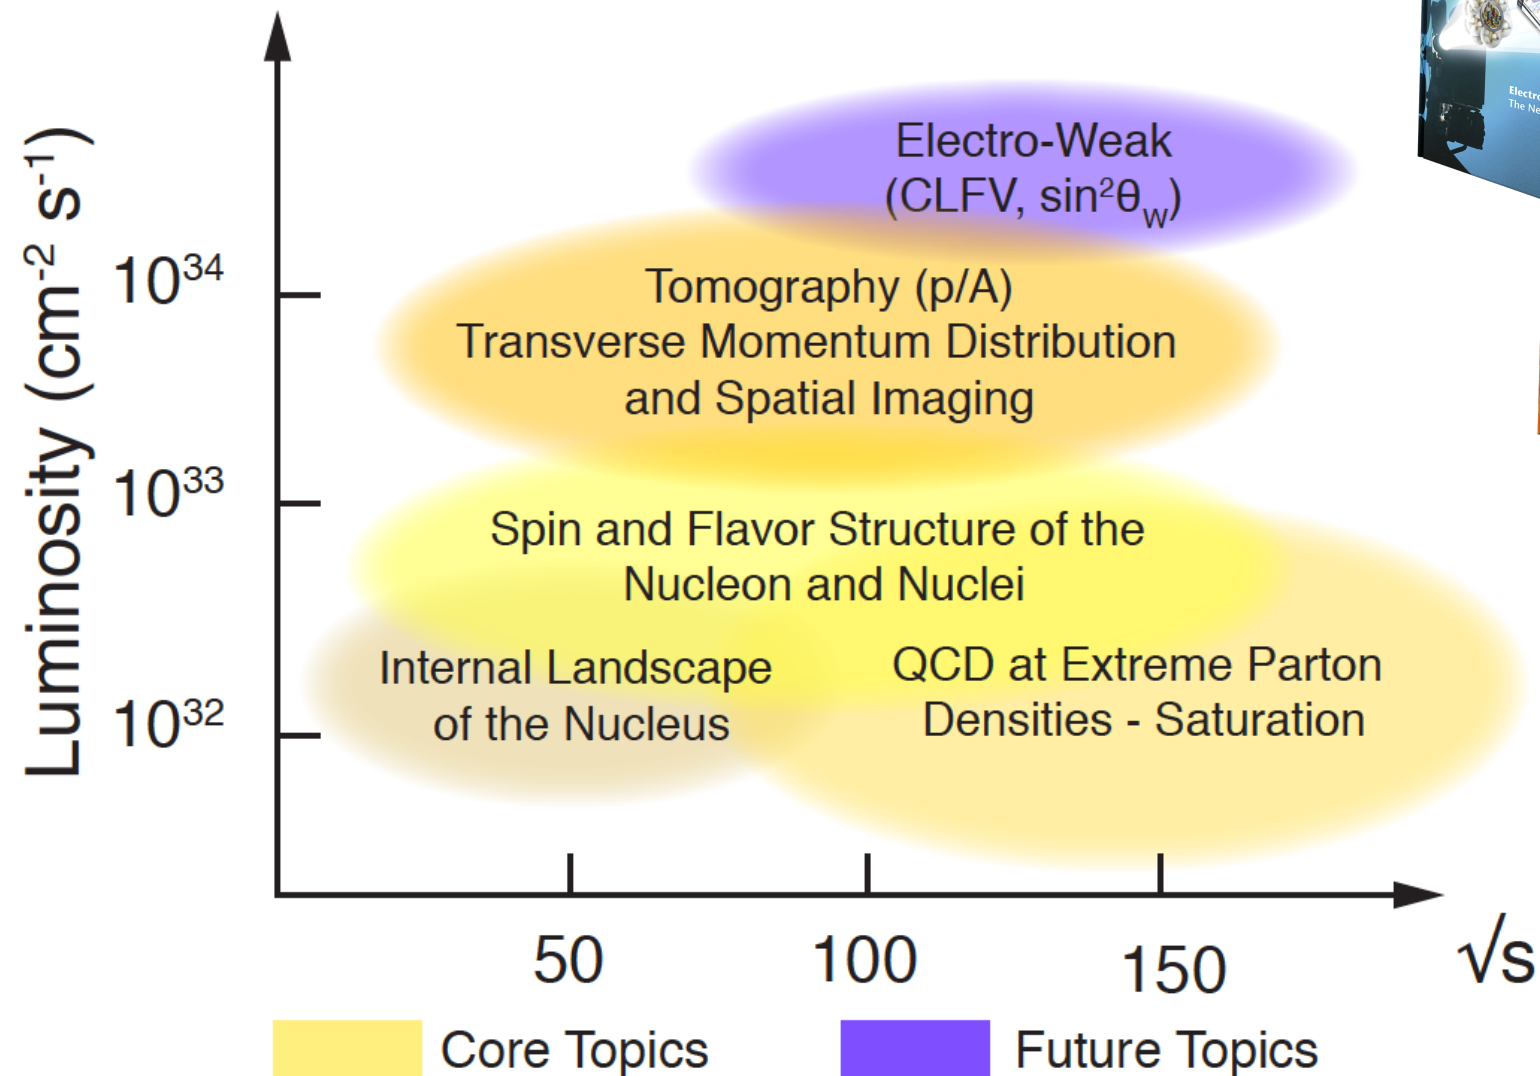 Electro-Weak
(CLFV, sin²θw)
Tomography (p/A)
Transverse Momentum Distribution
and Spatial Imaging
Spin and Flavor Structure of the
Nucleon and Nuclei
Internal Landscape
of the Nucleus
QCD at Extreme Parton
Densities - Saturation
Luminosity (cm⁻² s⁻¹)
10³⁴
10³³
10³²
50
100
150
√s
Core Topics
Future Topics
The Ne